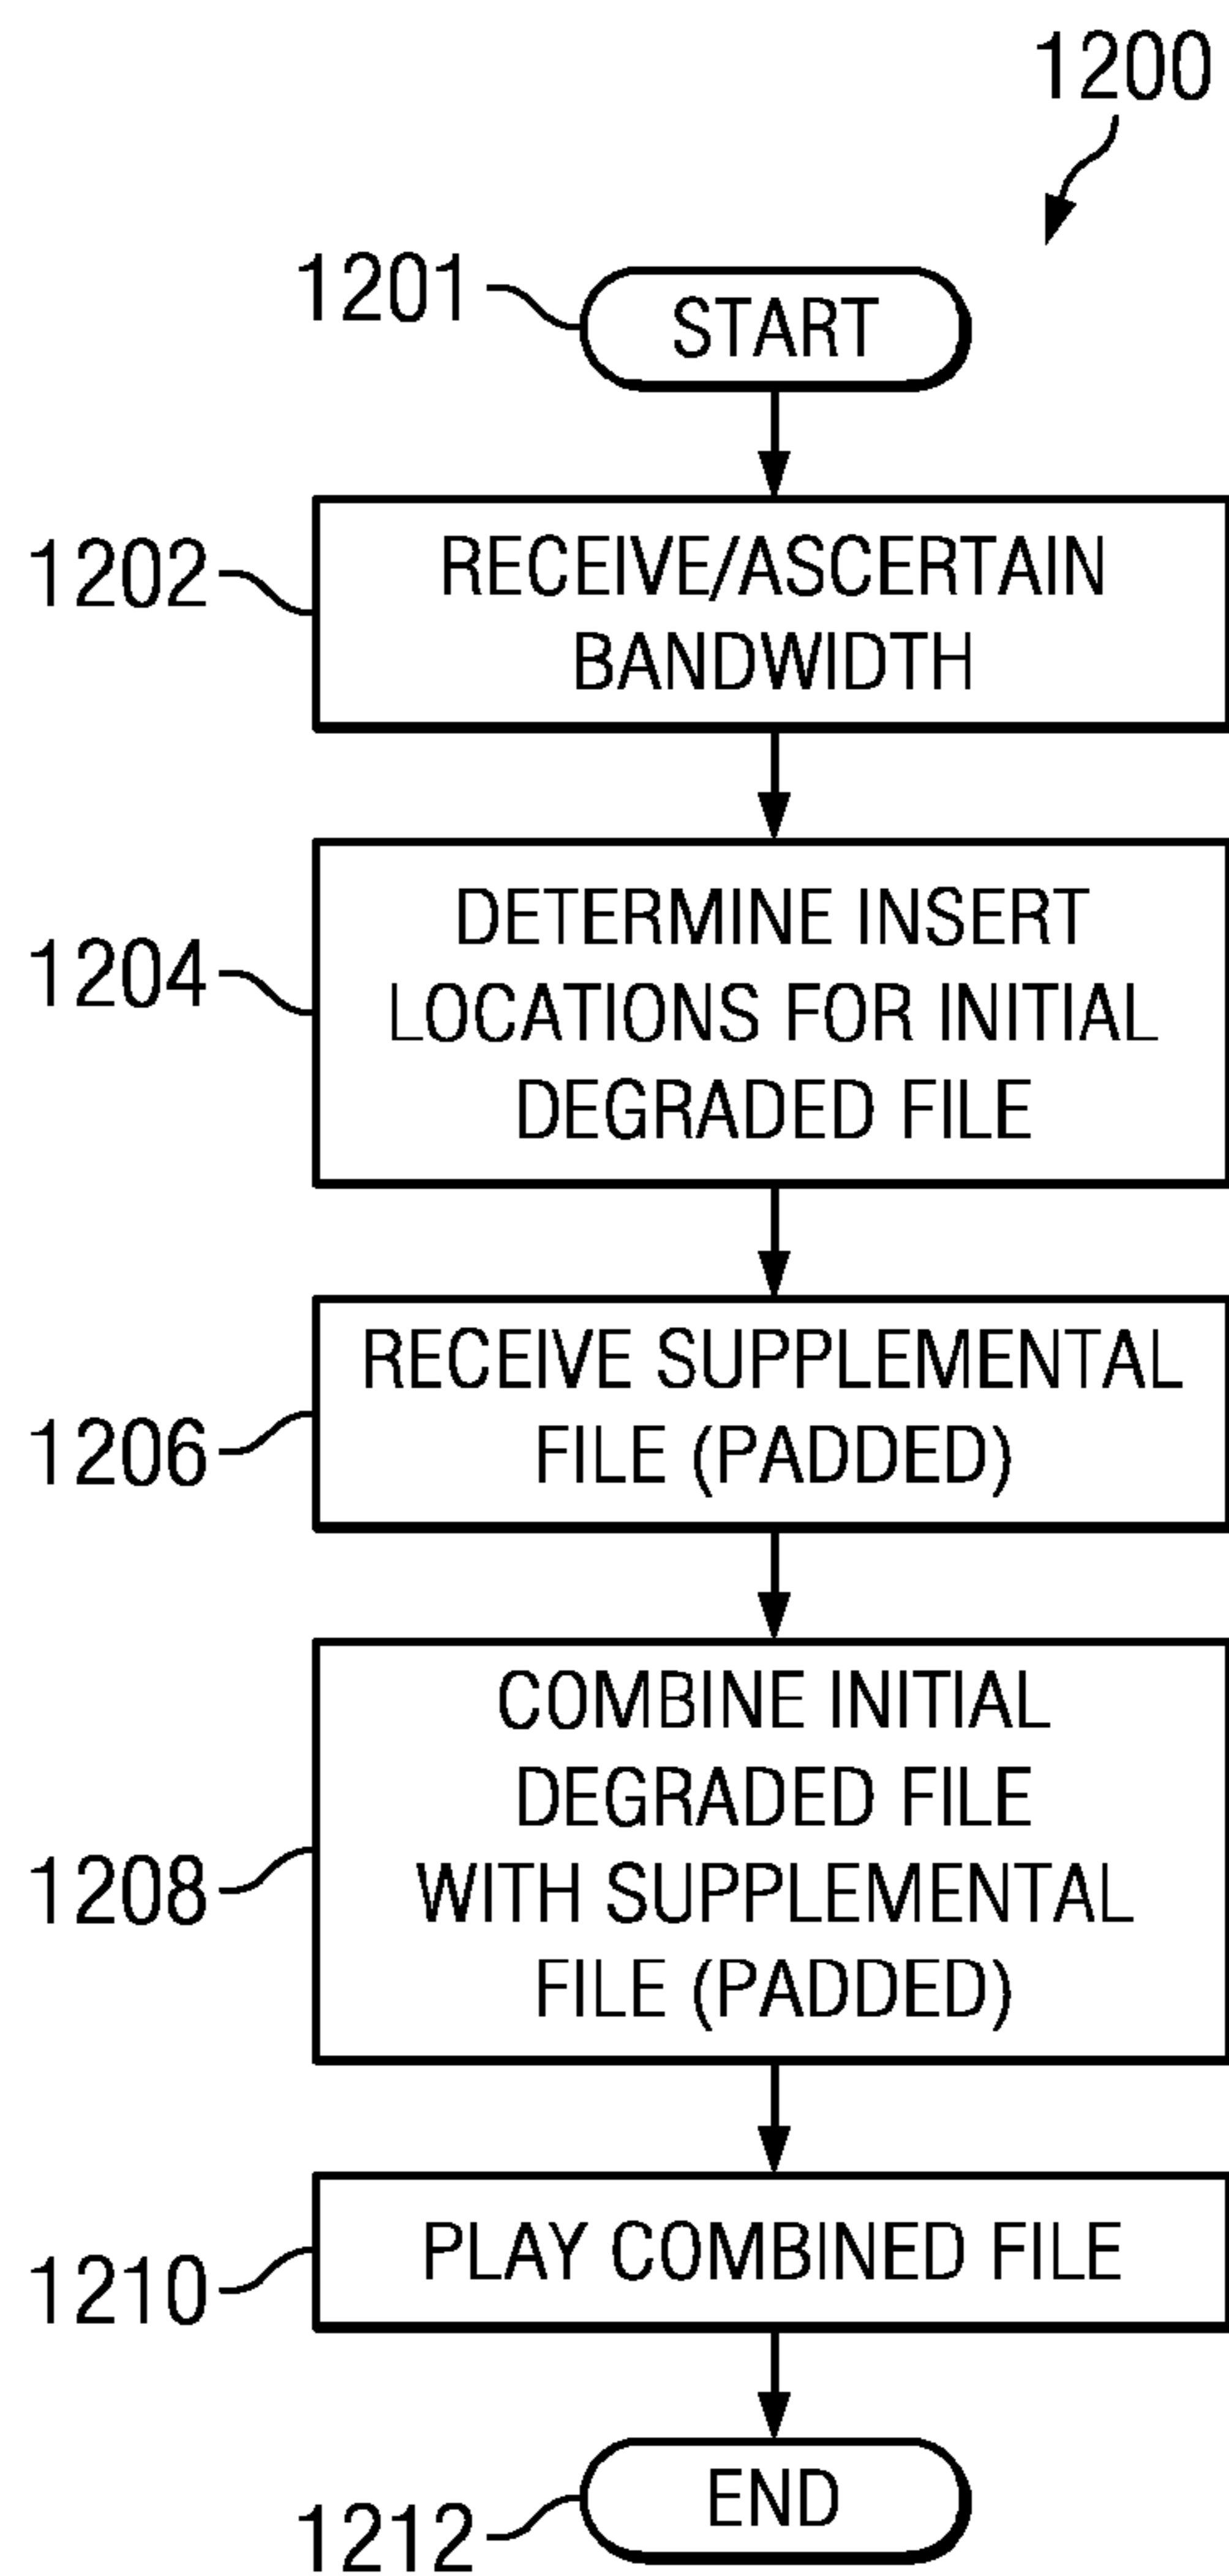 1200
1201
START
1202
RECEIVE/ASCERTAIN
BANDWIDTH
1204
DETERMINE INSERT
LOCATIONS FOR INITIAL
DEGRADED FILE
1206
RECEIVE SUPPLEMENTAL
FILE (PADDED)
1208
COMBINE INITIAL
DEGRADED FILE
WITH SUPPLEMENTAL
FILE (PADDED)
1210
PLAY COMBINED FILE
1212
END